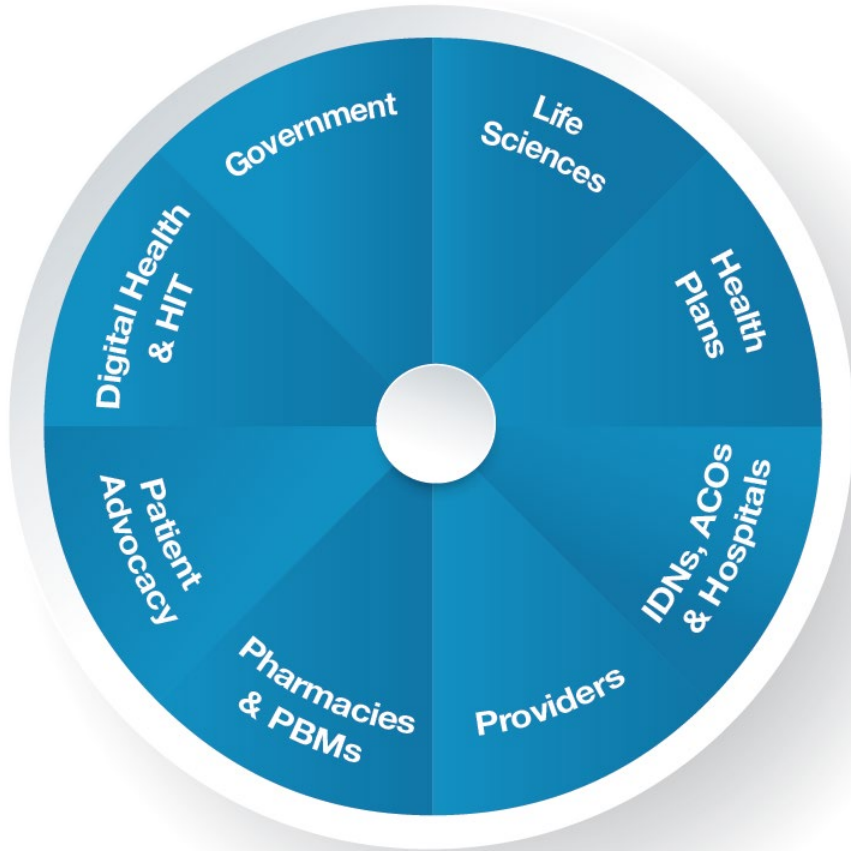 Government
Life
Sciences
Health
Plans
IDNs, ACOs
& Hospitals
Providers
Pharmacies
& PBMs
Patient
Advocacy
Digital Health
& HIT